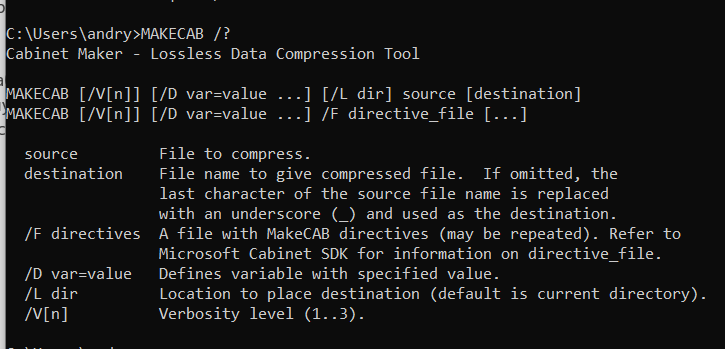 C:\Users\andry>MAKECAB /?
Cabinet Maker - Lossless Data Compression Tool
MAKECAB [/V[n]] [/D var=value ...] [/L dir] source [destination]
MAKECAB [/V[n]] [/D var=value ...] /F directive_file [...]
source File to compress.
destination File name to give compressed file. If omitted, the
last character of the source file name is replaced
with an underscore (_) and used as the destination.
/F directives A file with MakeCAB directives (may be repeated). Refer to
Microsoft Cabinet SDK for information on directive_file.
/D var=value Defines variable with specified value.
/L dir Location to place destination (default is current directory).
/V[n] Verbosity level (1..3).